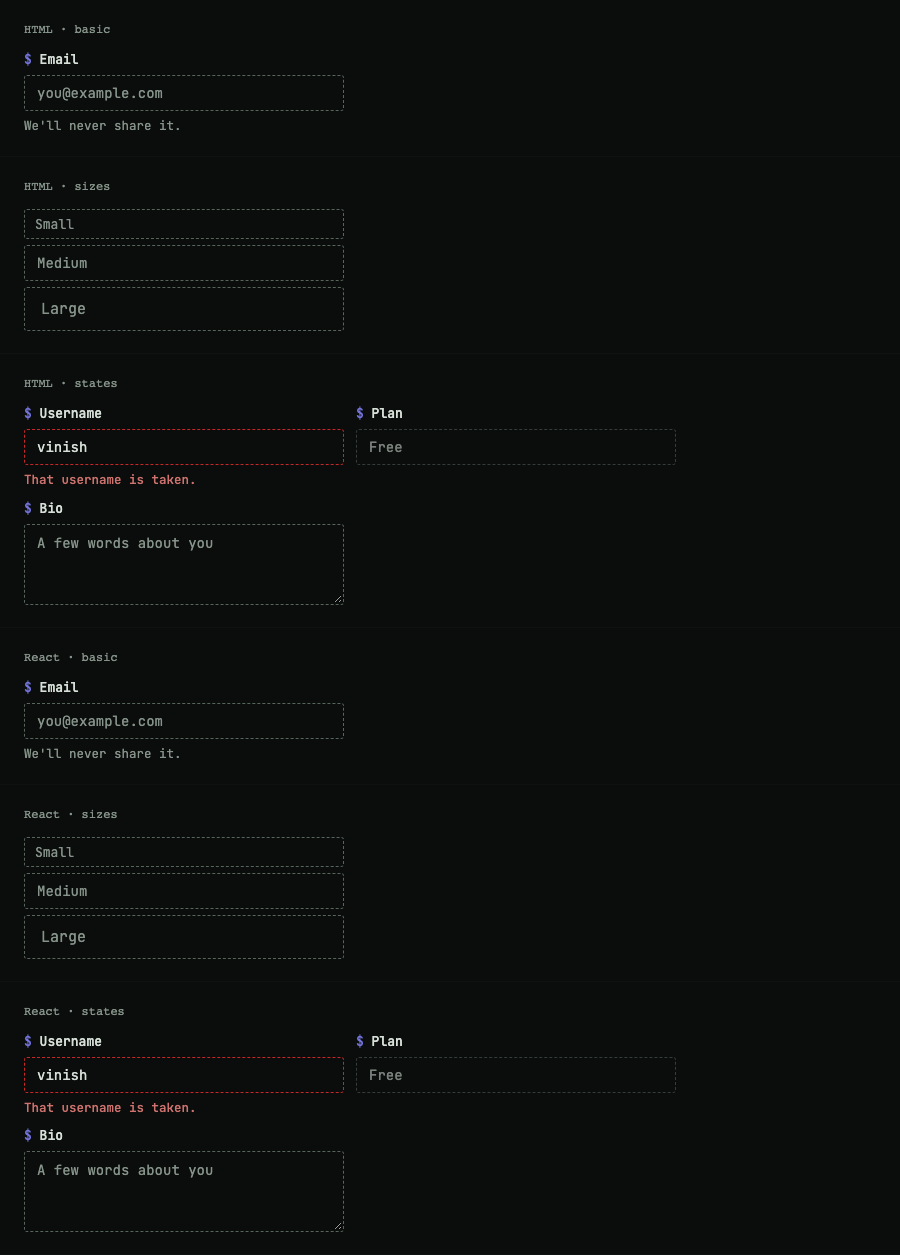 HTML · basic
$ Email
you@example.com
We'll never share it.
HTML · sizes
Small
Medium
Large
HTML · states
$ Username
$ Plan
vinish
Free
That username is taken.
$ Bio
A few words about you
React · basic
$ Email
you@example.com
We'll never share it.
React · sizes
Small
Medium
Large
React · states
$ Username
$ Plan
vinish
Free
That username is taken.
$ Bio
A few words about you